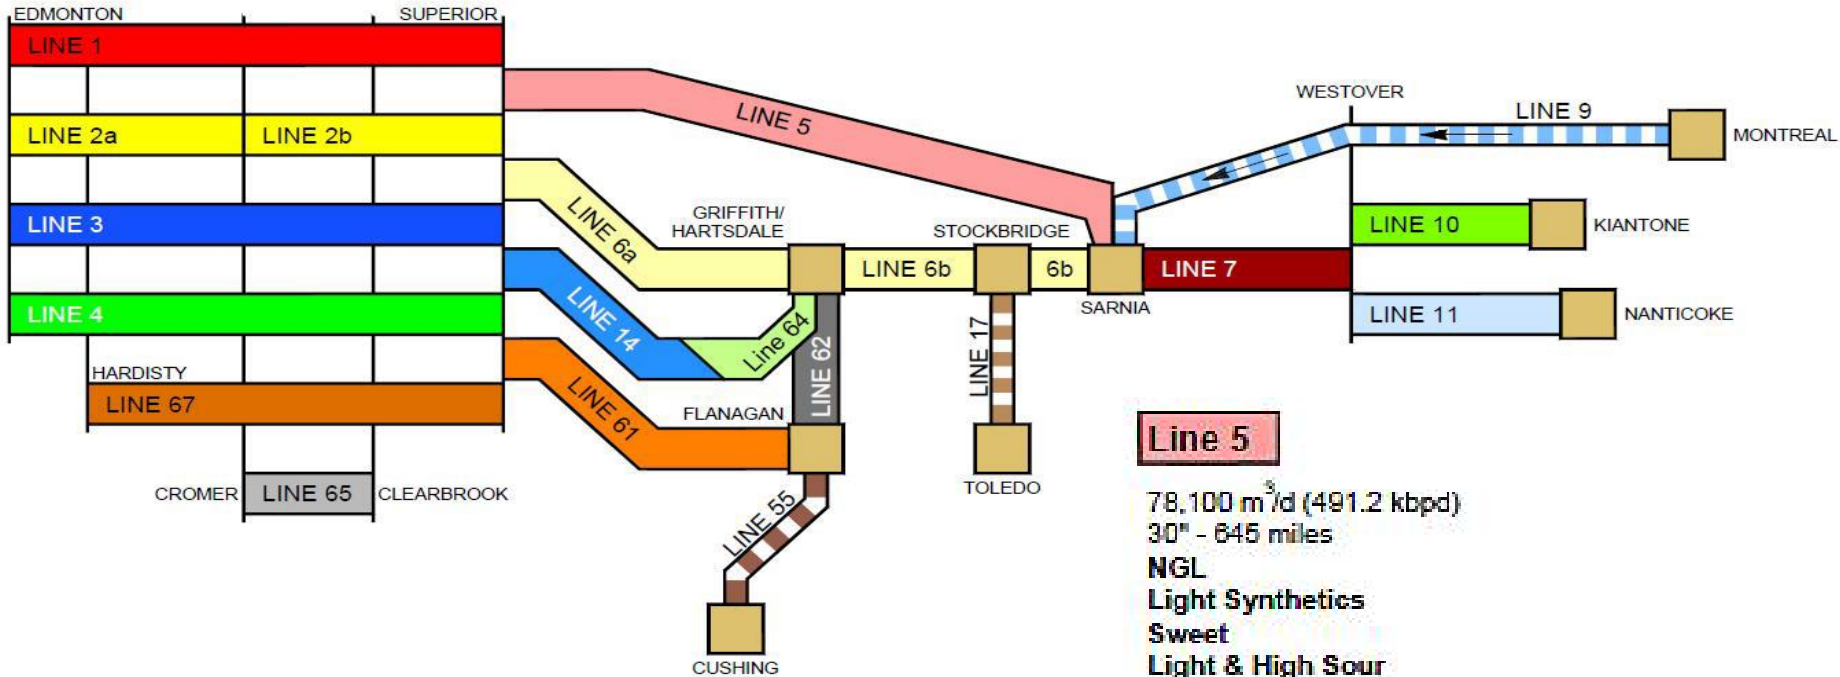 EDMONTON
SUPERIOR
LINE 1
LINE 5
WESTOVER
LINE 9
MONTREAL
LINE 2a
LINE 2b
LINE 3
LINE 6a
GRIFFITH/
HARTSDALE
STOCKBRIDGE
LINE 10
KIANTONE
LINE 6b
6b
LINE 7
SARNIA
LINE 4
LINE 14
Line 64
LINE 62
LINE 17
LINE 11
NANTICOKE
HARDISTY
LINE 67
LINE 61
FLANAGAN
TOLEDO
CROMER
LINE 65
CLEARBROOK
LINE 55
CUSHING
Line 5
78,100 m³/d (491.2 kbpd)
30" - 645 miles
NGL
Light Synthetics
Sweet
Light & High Sour